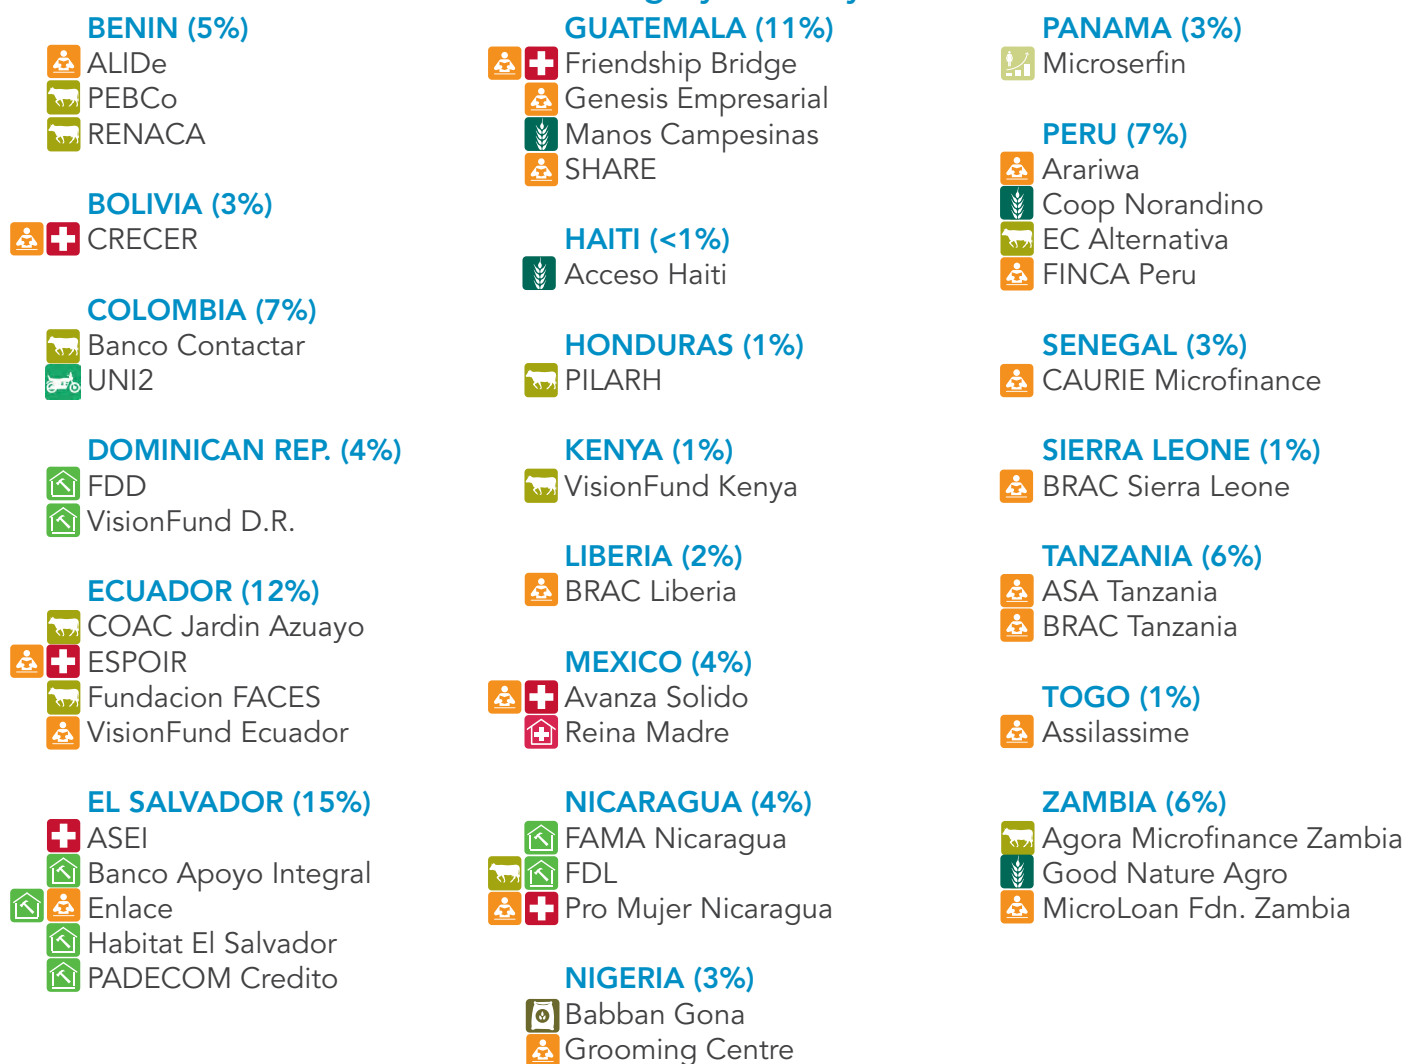 BENIN (5%)
ALIDe
PEBCo
RENACA
BOLIVIA (3%)
CRECER
COLOMBIA (7%)
Banco Contactar
UNI2
DOMINICAN REP. (4%)
FDD
VisionFund D.R.
ECUADOR (12%)
COAC Jardin Azuayo
ESPOIR
Fundacion FACES
VisionFund Ecuador
EL SALVADOR (15%)
ASEI
Banco Apoyo Integral
Enlace
Habitat El Salvador
PADECOM Credito
GUATEMALA (11%)
Friendship Bridge
Genesis Empresarial
Manos Campesinas
SHARE
HAITI (<1%)
Acceso Haiti
HONDURAS (1%)
PILARH
KENYA (1%)
VisionFund Kenya
LIBERIA (2%)
BRAC Liberia
MEXICO (4%)
Avanza Solido
Reina Madre
NICARAGUA (4%)
FAMA Nicaragua
FDL
Pro Mujer Nicaragua
NIGERIA (3%)
Babban Gona
Grooming Centre
PANAMA (3%)
Microserfin
PERU (7%)
Arariwa
Coop Norandino
EC Alternativa
FINCA Peru
SENEGAL (3%)
CAURIE Microfinance
SIERRA LEONE (1%)
BRAC Sierra Leone
TANZANIA (6%)
ASA Tanzania
BRAC Tanzania
TOGO (1%)
Assilassime
ZAMBIA (6%)
Agora Microfinance Zambia
Good Nature Agro
MicroLoan Fdn. Zambia